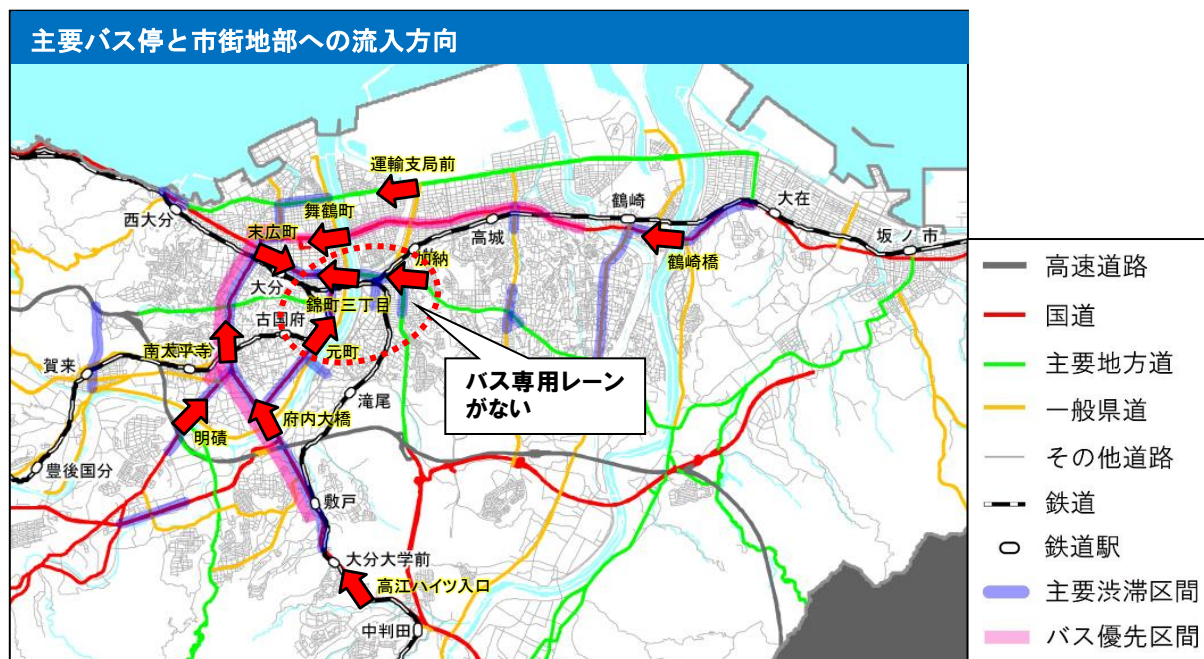 主要バス停と市街地部への流入方向
運輸支局前
舞鶴町
西大分
末広町
鶴崎
大在
高城
坂ノ市
加納
鶴崎橋
大分
錦町三丁目
古国府
元町
南太平寺
賀来
バス専用レーン
がない
滝尾
府内大橋
明磧
豊後国分
敷戸
大分大学前
高江ハイツ入口
中判田
高速道路
国道
主要地方道
一般県道
その他道路
鉄道
鉄道駅
主要渋滞区間
バス優先区間